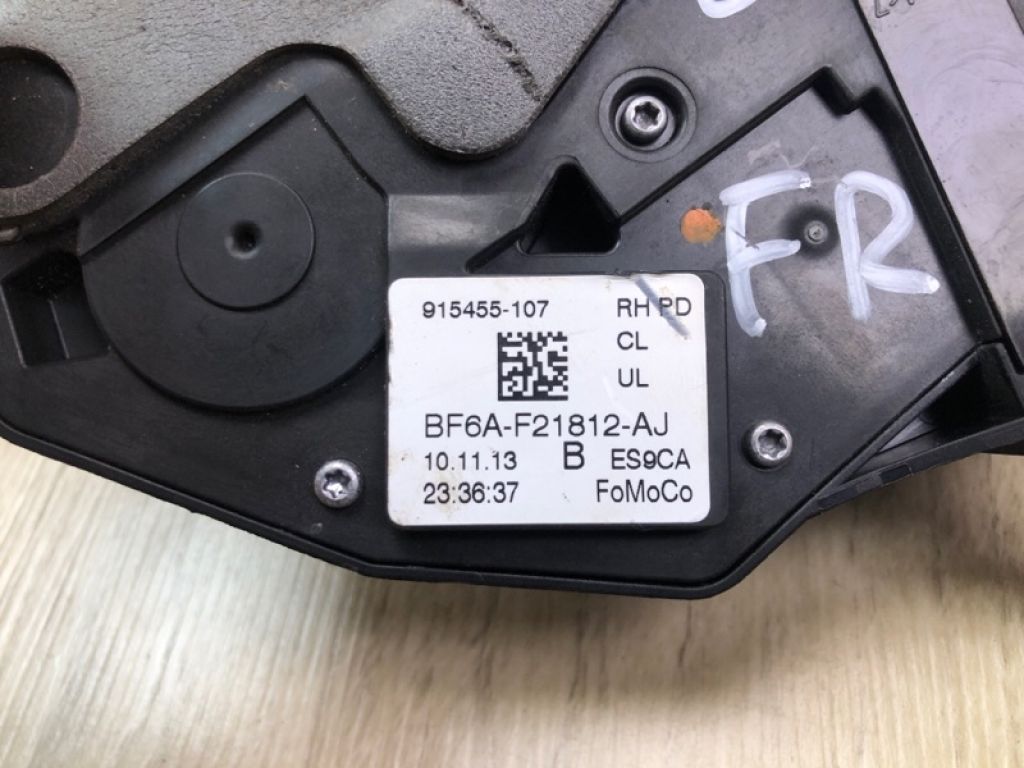 FR
915455-107 RH PD
CL
UL
BF6A-F21812-AJ
10.11.13 B ES9CA
23:36:37 FoMoCo